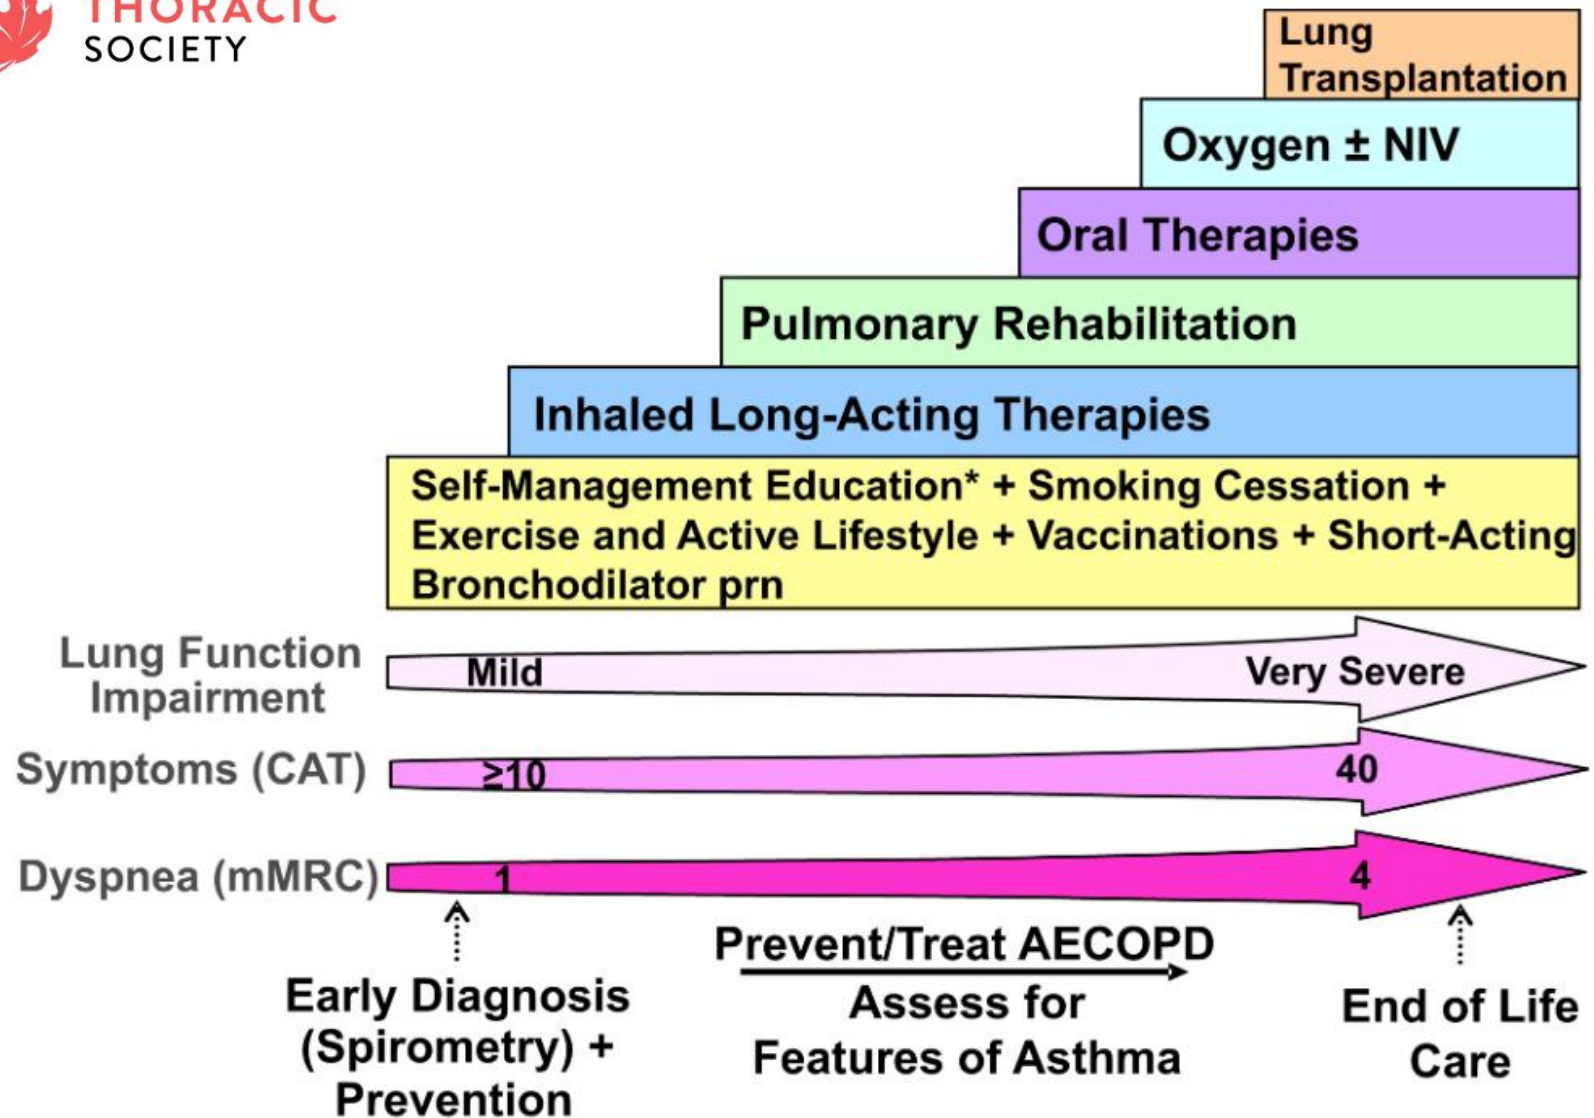 THORACIC
SOCIETY
Lung
Transplantation
Oxygen ± NIV
Oral Therapies
Pulmonary Rehabilitation
Inhaled Long-Acting Therapies
Self-Management Education* + Smoking Cessation +
Exercise and Active Lifestyle + Vaccinations + Short-Acting
Bronchodilator prn
Lung Function
Impairment
Mild
Very Severe
Symptoms (CAT)
≥10
40
Dyspnea (mMRC)
1
4
Early Diagnosis
(Spirometry) +
Prevention
Prevent/Treat AECOPD
Assess for
Features of Asthma
End of Life
Care